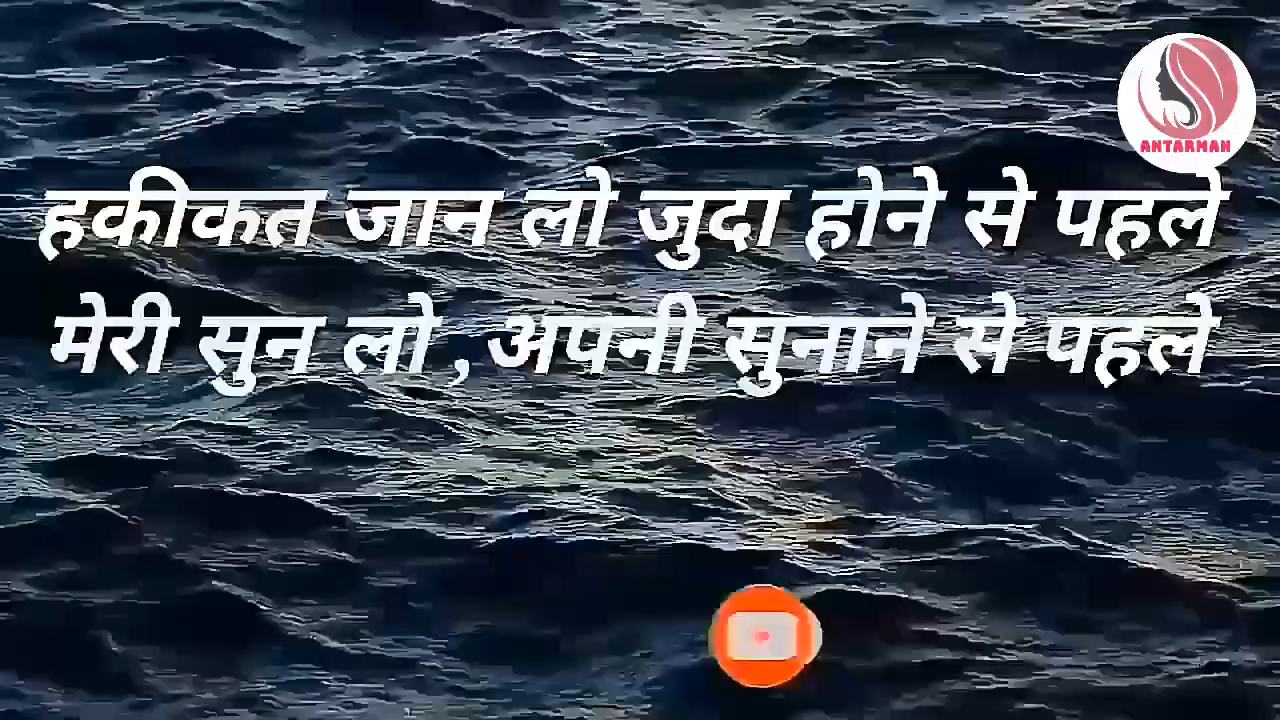 ANTARMAN
हकीकत जान लो जुदा होने से पहले
मेरी सुन लो , अपनी सुनाने से पहले